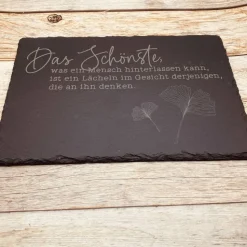 Das Schönste,
was ein Mensch hinterlassen kann,
ist ein Lächeln im Gesicht derjenigen,
die an ihn denken.